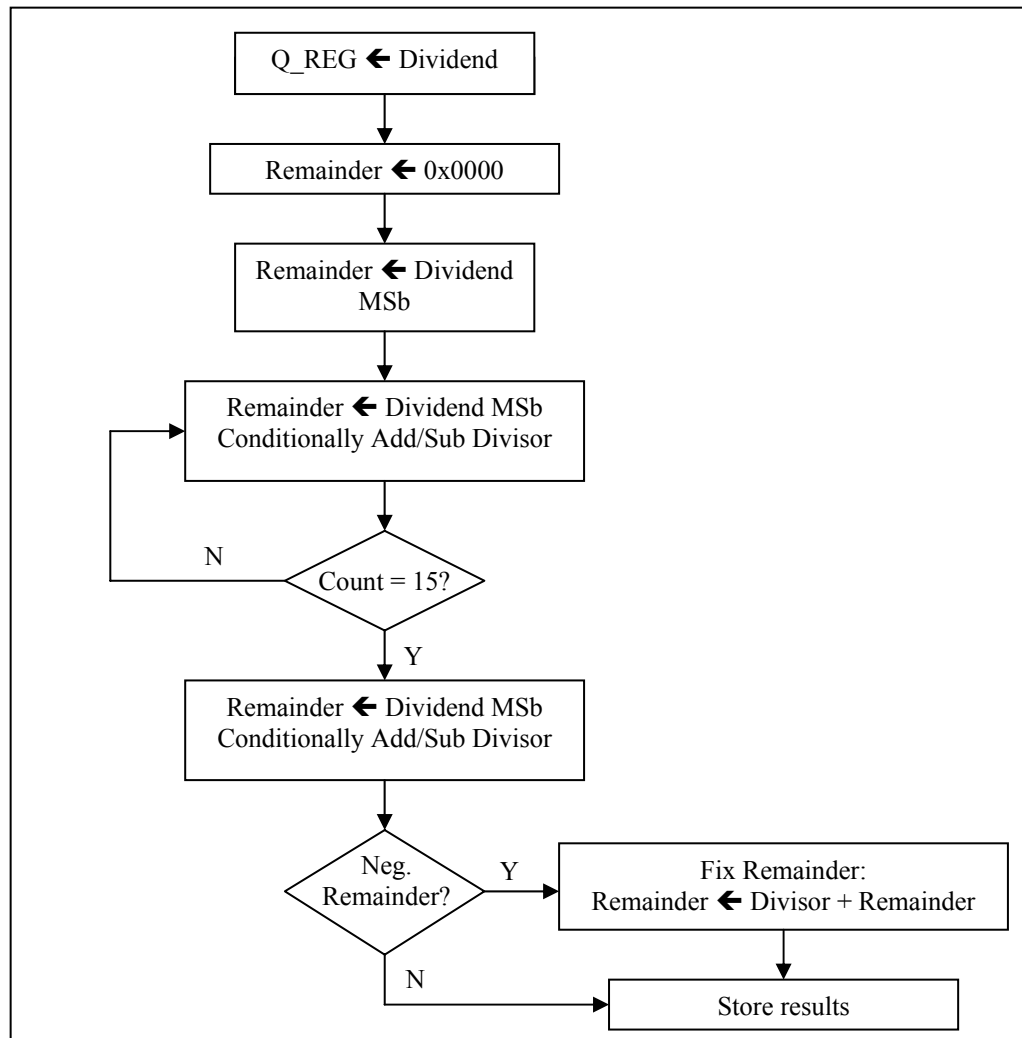 Q_REG 🡸 Dividend
Remainder 🡸 0x0000
Remainder 🡸 Dividend
MSb
Remainder 🡸 Dividend MSb
Conditionally Add/Sub Divisor
N
Count = 15?
Y
Remainder 🡸 Dividend MSb
Conditionally Add/Sub Divisor
Neg.
Remainder?
Y
Fix Remainder:
Remainder 🡸 Divisor + Remainder
N
Store results